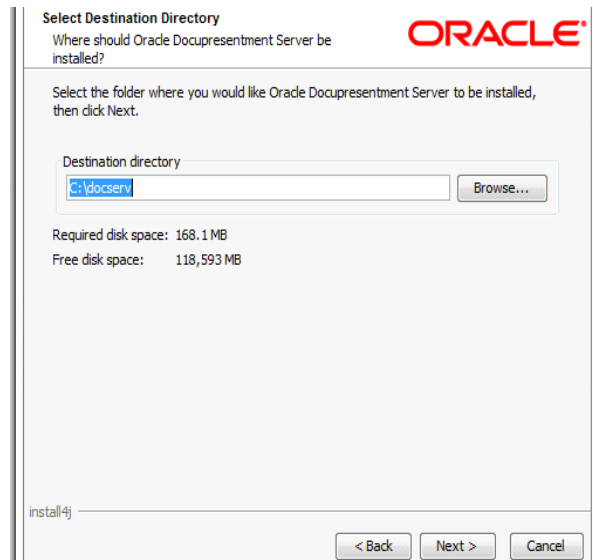 Select Destination Directory
Where should Oracle Docupresentment Server be
installed?
ORACLE
Select the folder where you would like Oracle Docupresentment Server to be installed,
then click Next.
Destination directory
C:\docserv
Browse...
Required disk space: 168.1 MB
Free disk space: 118,593 MB
install4j
< Back
Next >
Cancel